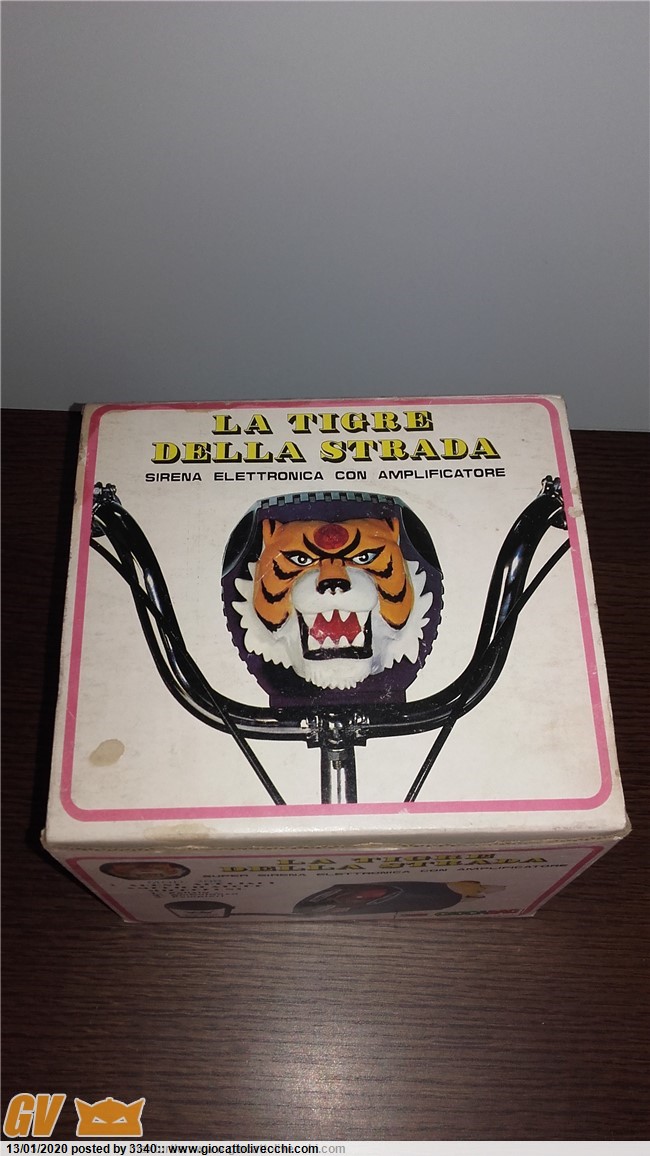 LA TIGRE
DELLA STRADA
SIRENA ELETTRONICA CON AMPLIFICATORE
LA TIGRE
DELLA STRADA
SUPER SIRENA ELETTRONICA CON AMPLIFICATORE
GV
13/01/2020 posted by 3340:: www.giocattolivecchi.com